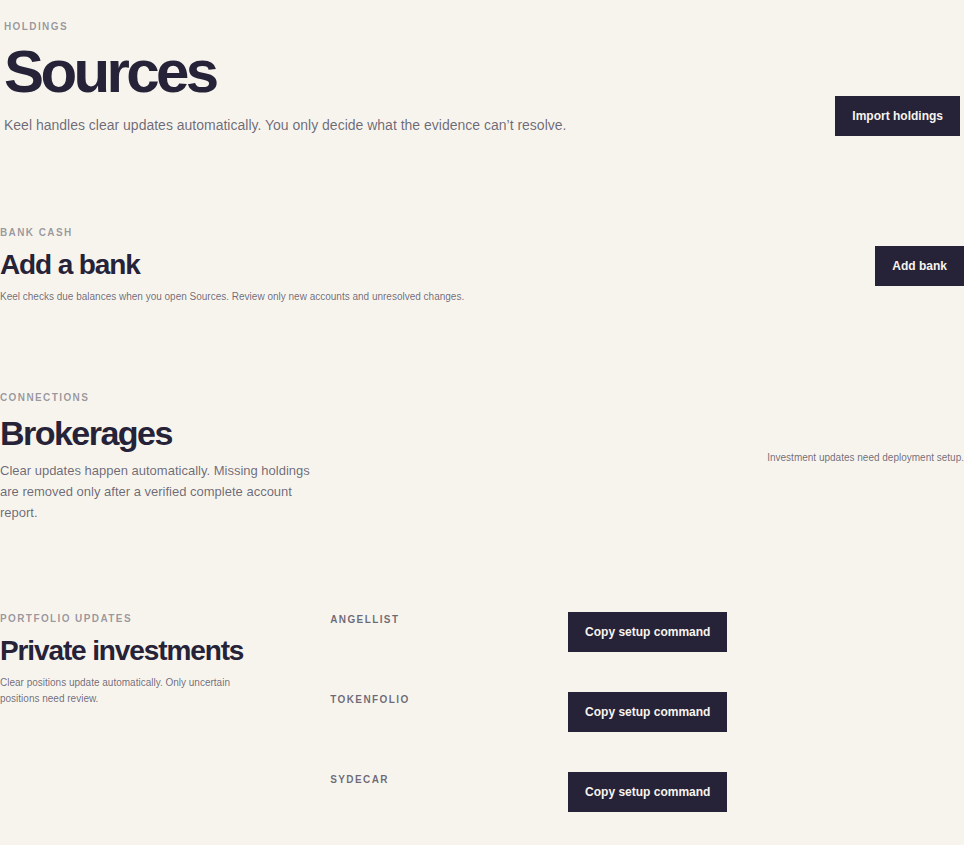 HOLDINGS
Sources
Keel handles clear updates automatically. You only decide what the evidence can’t resolve.
Import holdings
BANK CASH
Add a bank
Keel checks due balances when you open Sources. Review only new accounts and unresolved changes.
Add bank
CONNECTIONS
Brokerages
Clear updates happen automatically. Missing holdings
are removed only after a verified complete account
report.
Investment updates need deployment setup.
PORTFOLIO UPDATES
Private investments
Clear positions update automatically. Only uncertain
positions need review.
ANGELLIST
Copy setup command
TOKENFOLIO
Copy setup command
SYDECAR
Copy setup command